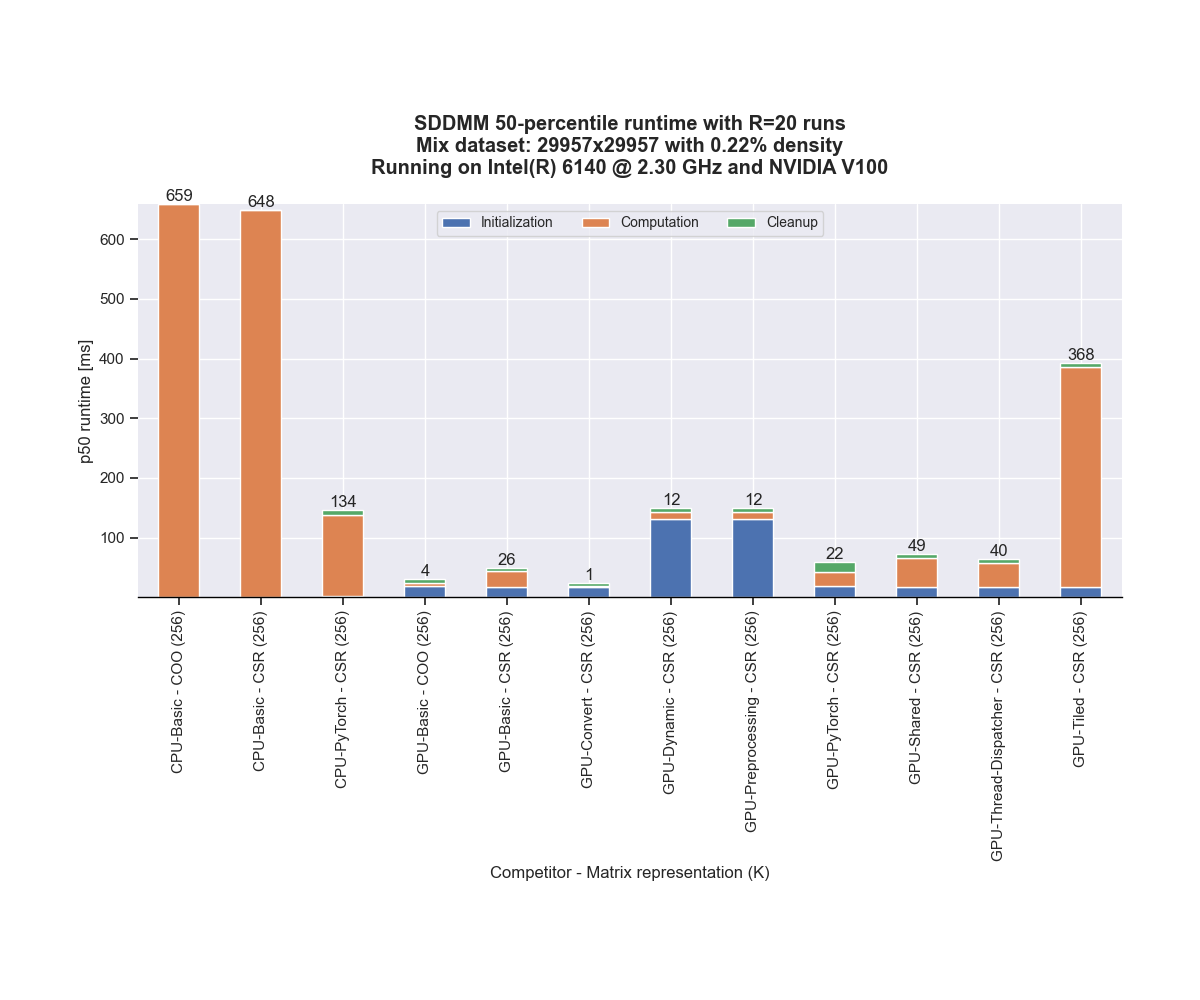 SDDMM 50-percentile runtime with R=20 runs
Mix dataset: 29957x29957 with 0.22% density
Running on Intel(R) 6140 @ 2.30 GHz and NVIDIA V100
Initialization
Computation
Cleanup
p50 runtime [ms]
600
500
400
300
200
100
659
648
134
4
26
1
12
12
22
49
40
368
CPU-Basic - COO (256)
CPU-Basic - CSR (256)
CPU-PyTorch - CSR (256)
GPU-Basic - COO (256)
GPU-Basic - CSR (256)
GPU-Convert - CSR (256)
GPU-Dynamic - CSR (256)
GPU-Preprocessing - CSR (256)
GPU-PyTorch - CSR (256)
GPU-Shared - CSR (256)
GPU-Thread-Dispatcher - CSR (256)
GPU-Tiled - CSR (256)
Competitor - Matrix representation (K)